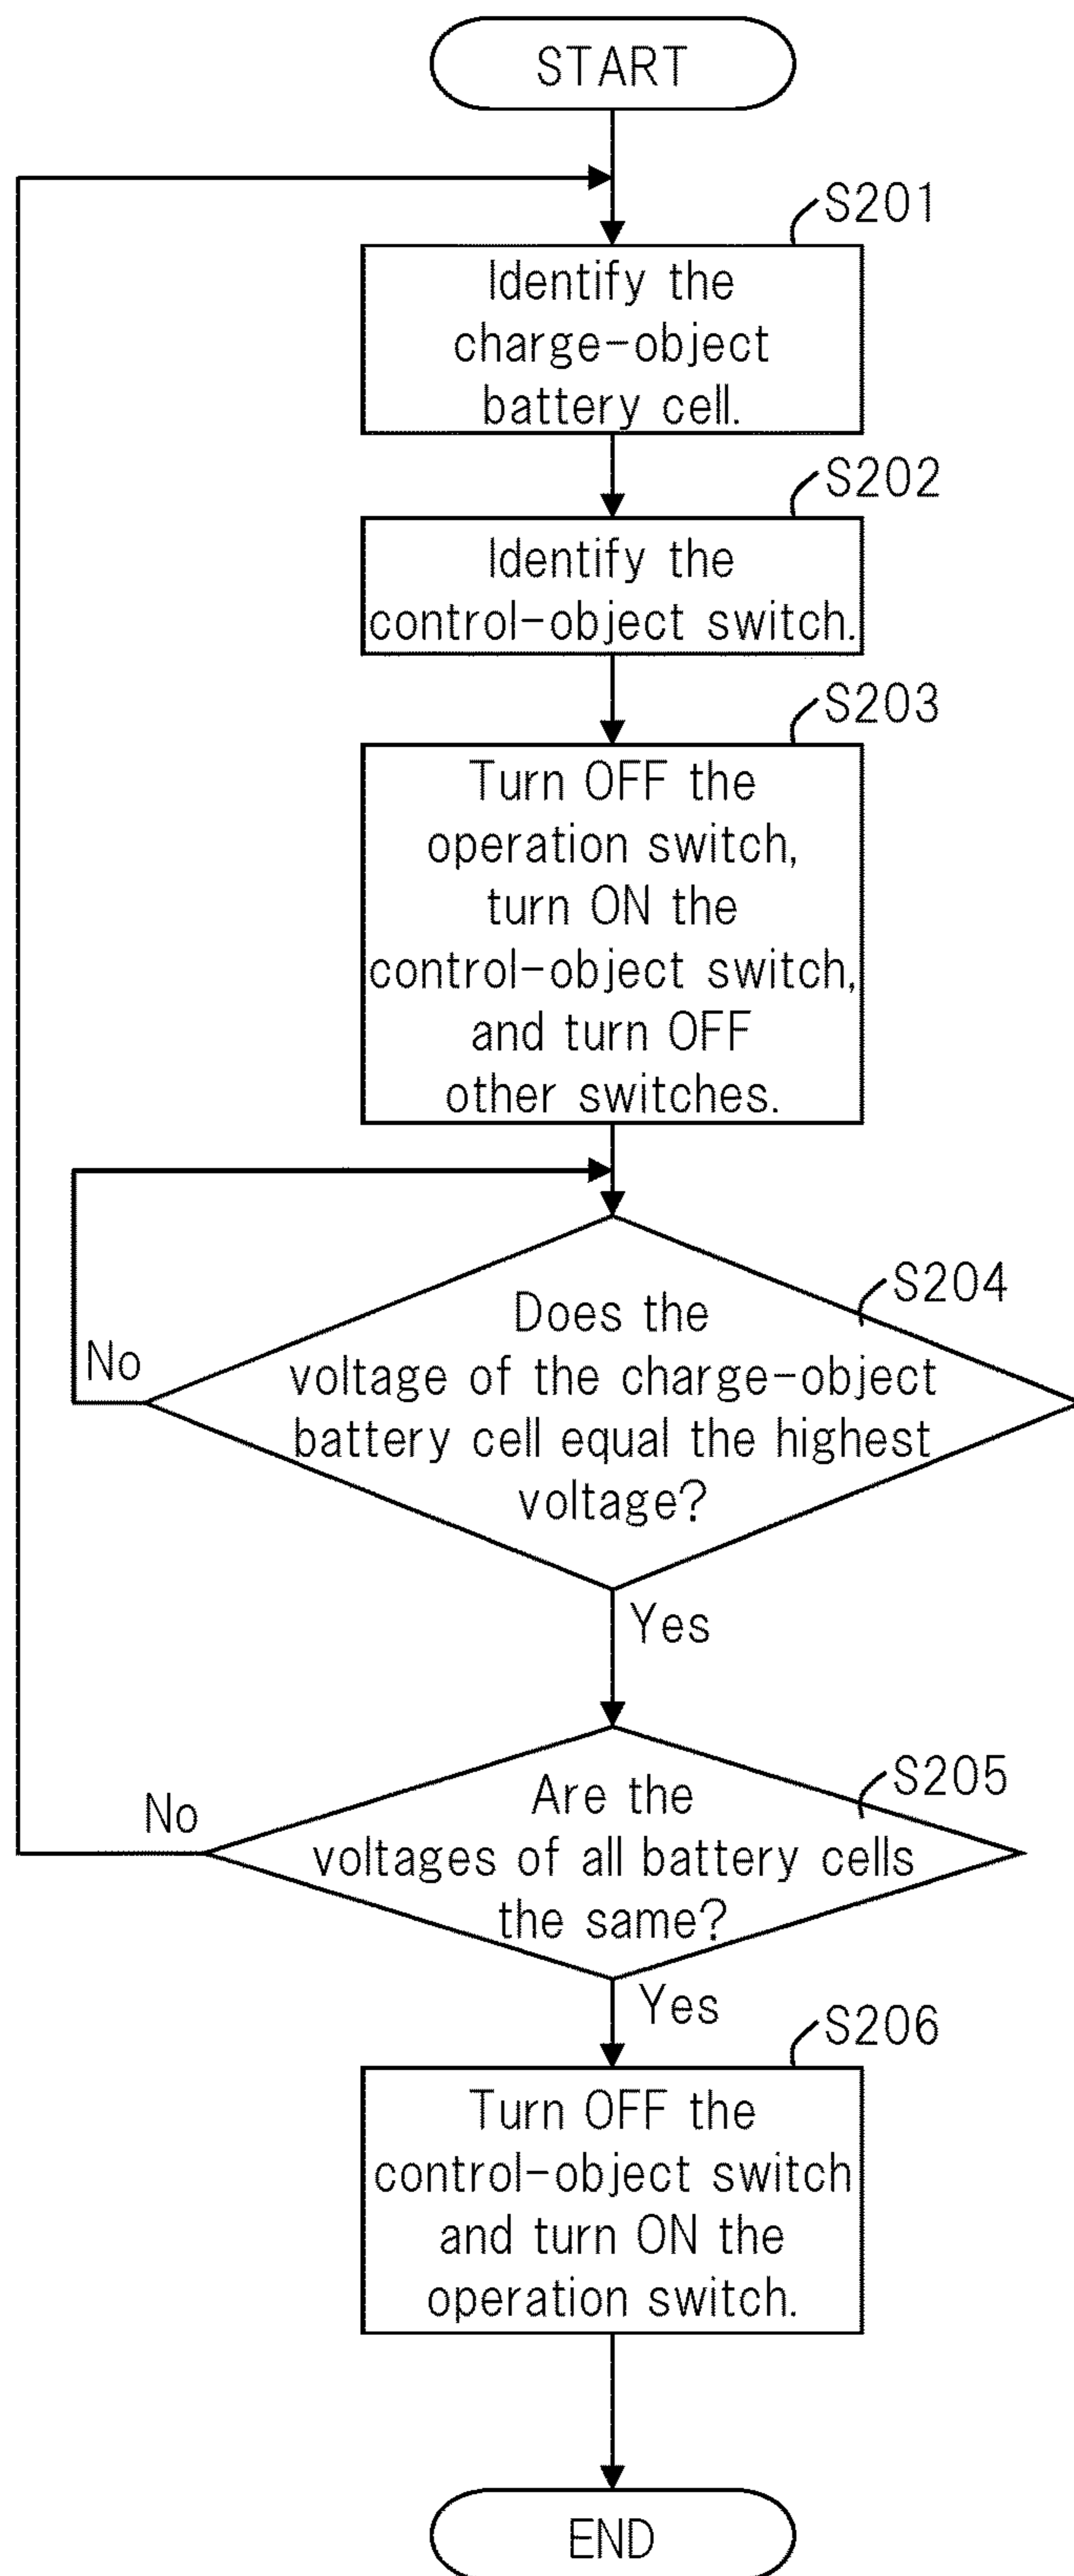 START
S201
Identify the
charge-object
battery cell.
S202
Identify the
control-object switch.
S203
Turn OFF the
operation switch,
turn ON the
control-object switch,
and turn OFF
other switches.
S204
Does the
voltage of the charge-object
battery cell equal the highest
voltage?
No
Yes
S205
Are the
voltages of all battery cells
the same?
No
Yes
S206
Turn OFF the
control-object switch
and turn ON the
operation switch.
END